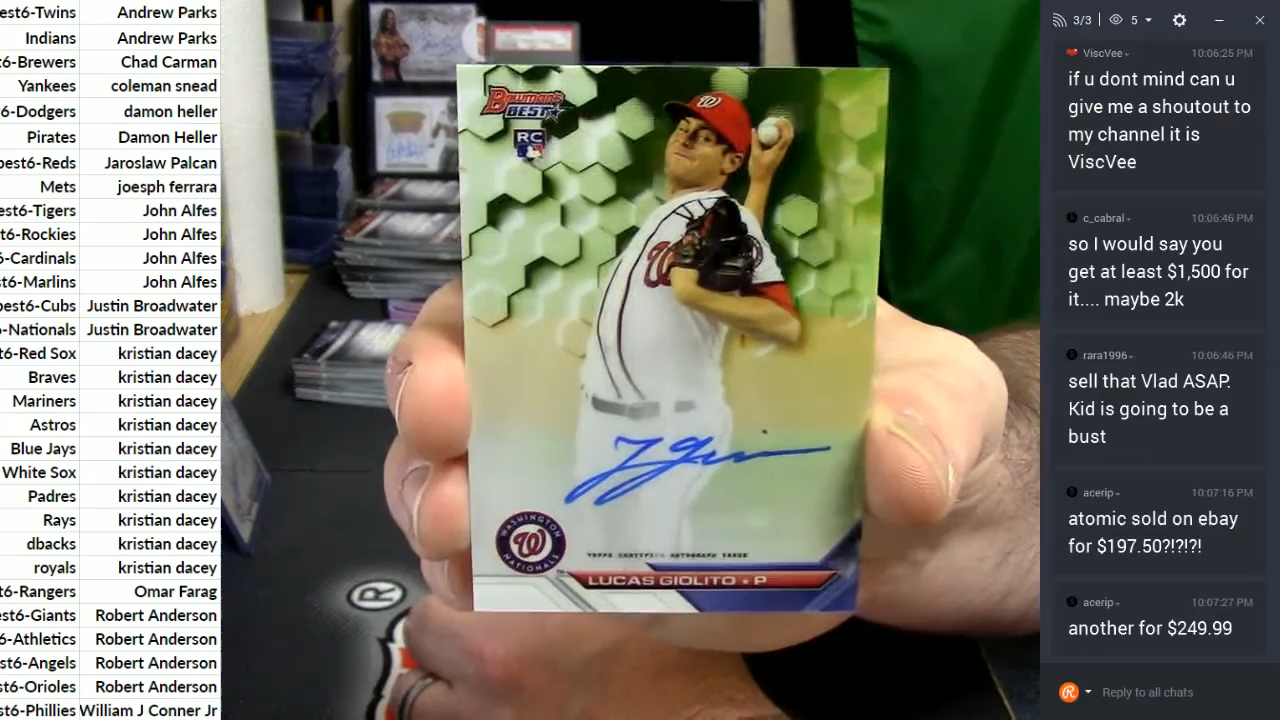 est6-Twins Andrew Parks
Indians Andrew Parks
6-Brewers Chad Carman
Yankees coleman snead
6-Dodgers damon heller
Pirates Damon Heller
best6-Reds Jaroslaw Palcan
Mets joesph ferrara
est6-Tigers John Alfes
t6-Rockies John Alfes
-Cardinals John Alfes
t6-Marlins John Alfes
best6-Cubs Justin Broadwater
-Nationals Justin Broadwater
t6-Red Sox kristian dacey
Braves kristian dacey
Mariners kristian dacey
Astros kristian dacey
Blue Jays kristian dacey
White Sox kristian dacey
Padres kristian dacey
Rays kristian dacey
dbacks kristian dacey
royals kristian dacey
t6-Rangers Omar Farag
est6-Giants Robert Anderson
6-Athletics Robert Anderson
st6-Angels Robert Anderson
st6-Orioles Robert Anderson
st6-Phillies William J Conner Jr
BOWMAN'S
BEST
RC
W
WASHINGTON
W
NATIONALS
TOPPS CERTIFIED AUTOGRAPH ISSUE
LUCAS GIOLITO • P
R
3/3 5
ViscVee 10:06:25 PM
if u dont mind can u
give me a shoutout to
my channel it is
ViscVee
c_cabral 10:06:46 PM
so I would say you
get at least $1,500 for
it.... maybe 2k
rara1996 10:06:46 PM
sell that Vlad ASAP.
Kid is going to be a
bust
acerip 10:07:16 PM
atomic sold on ebay
for $197.50?!?!?!
acerip 10:07:27 PM
another for $249.99
Reply to all chats